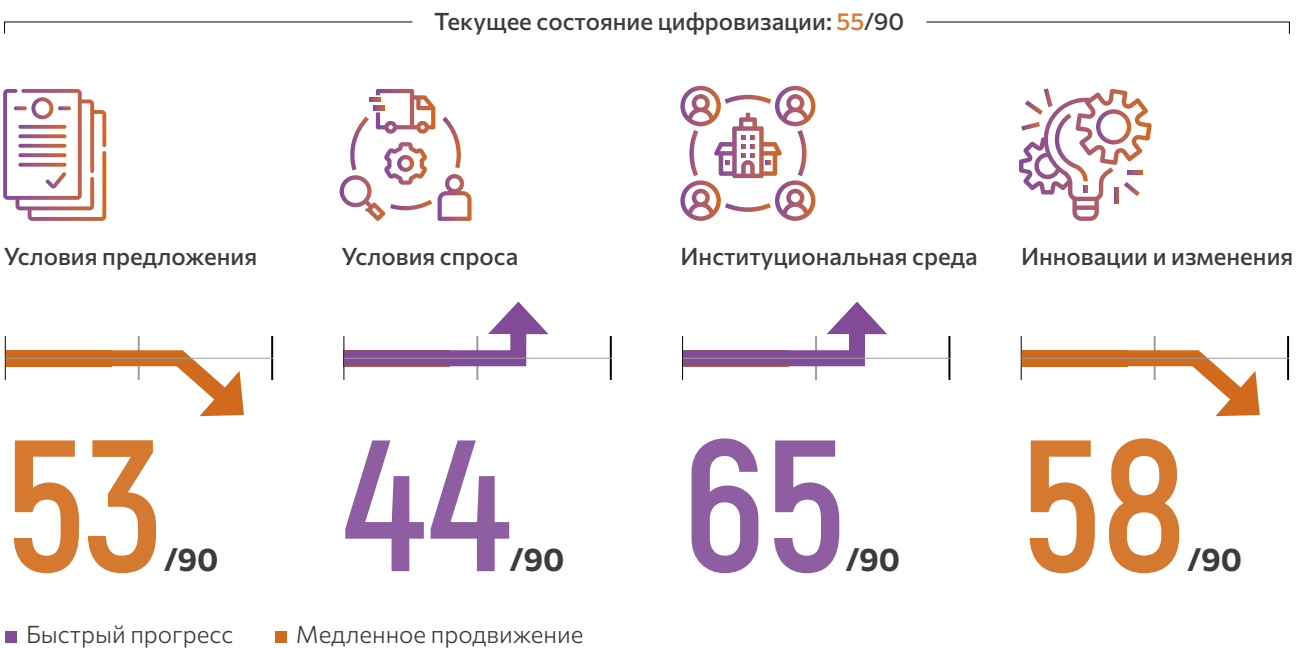 Текущее состояние цифровизации: 55/90
Условия предложения
Условия спроса
Институциональная среда
Инновации и изменения
53/90
44/90
65/90
58/90
Быстрый прогресс
Медленное продвижение